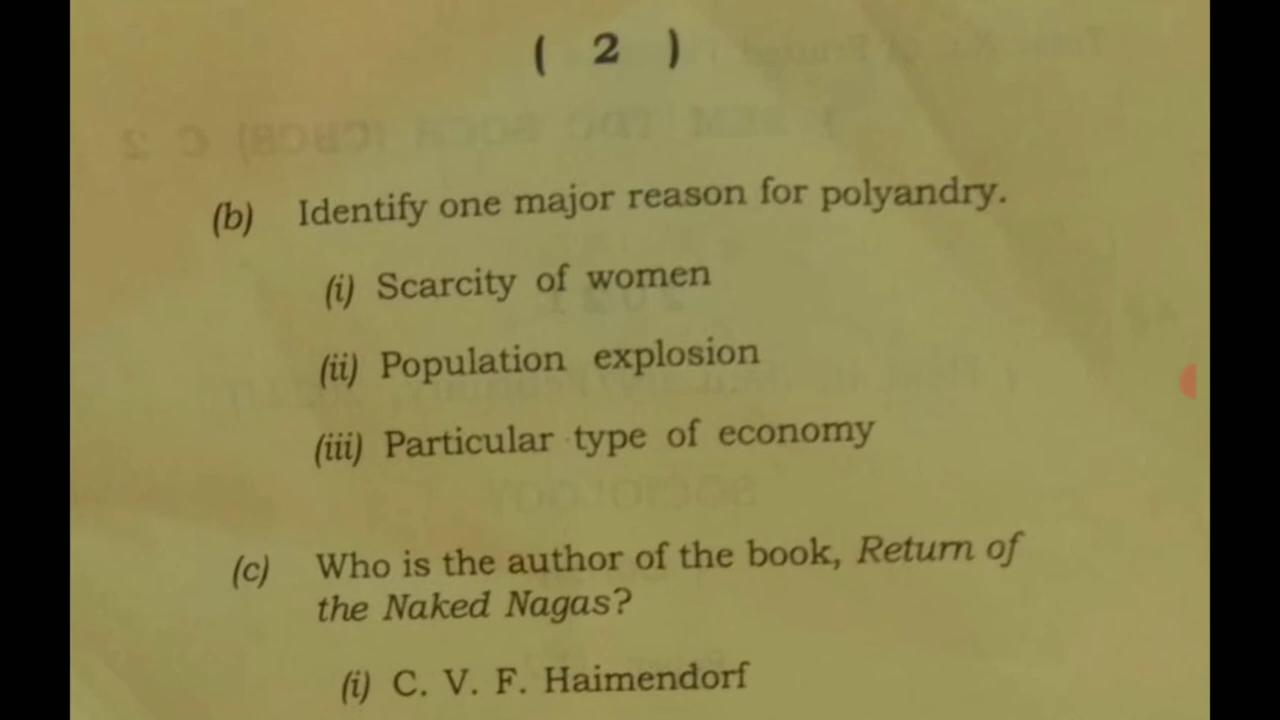 ( 2 )
(b) Identify one major reason for polyandry.
(i) Scarcity of women
(ii) Population explosion
(iii) Particular type of economy
(c) Who is the author of the book, Return of
the Naked Nagas?
(i) C. V. F. Haimendorf